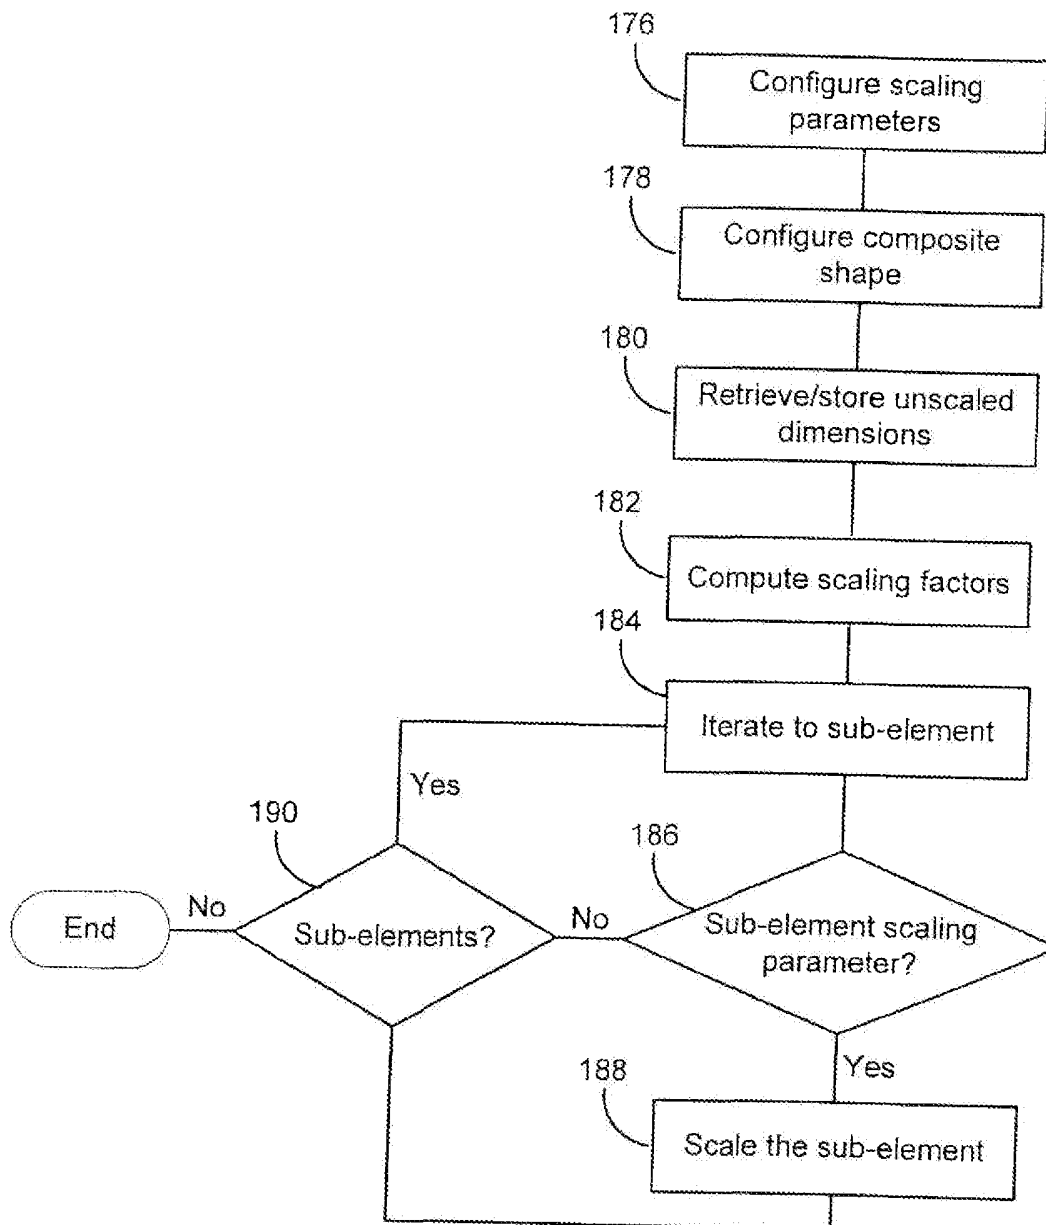 176
Configure scaling
parameters
178
Configure composite
shape
180
Retrieve/store unscaled
dimensions
182
Compute scaling factors
184
Iterate to sub-element
Yes
190
186
End
No
Sub-elements?
No
Sub-element scaling
parameter?
Yes
188
Scale the sub-element